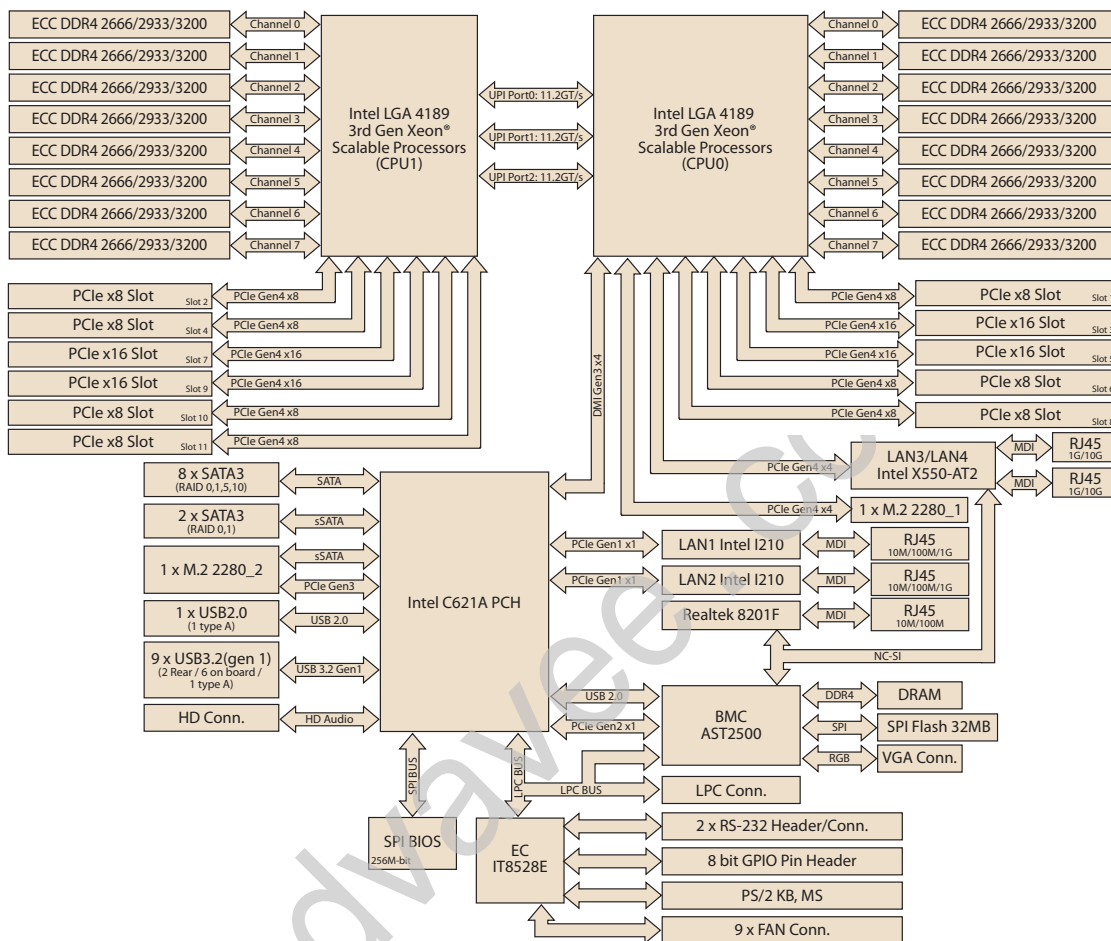 ECC DDR4 2666/2933/3200
Channel 0
ECC DDR4 2666/2933/3200
Channel 1
ECC DDR4 2666/2933/3200
Channel 2
ECC DDR4 2666/2933/3200
Channel 3
ECC DDR4 2666/2933/3200
Channel 4
ECC DDR4 2666/2933/3200
Channel 5
ECC DDR4 2666/2933/3200
Channel 6
ECC DDR4 2666/2933/3200
Channel 7
Intel LGA 4189
3rd Gen Xeon®
Scalable Processors
(CPU1)
UPI Port0: 11.2GT/s
UPI Port1: 11.2GT/s
UPI Port2: 11.2GT/s
Intel LGA 4189
3rd Gen Xeon®
Scalable Processors
(CPU0)
Channel 0
ECC DDR4 2666/2933/3200
Channel 1
ECC DDR4 2666/2933/3200
Channel 2
ECC DDR4 2666/2933/3200
Channel 3
ECC DDR4 2666/2933/3200
Channel 4
ECC DDR4 2666/2933/3200
Channel 5
ECC DDR4 2666/2933/3200
Channel 6
ECC DDR4 2666/2933/3200
Channel 7
ECC DDR4 2666/2933/3200
PCIe x8 Slot
Slot 2
PCIe Gen4 x8
PCIe x8 Slot
Slot 4
PCIe Gen4 x8
PCIe x16 Slot
Slot 7
PCIe Gen4 x16
PCIe x16 Slot
Slot 9
PCIe Gen4 x16
PCIe x8 Slot
Slot 10
PCIe Gen4 x8
PCIe x8 Slot
Slot 11
PCIe Gen4 x8
DMI Gen3 x4
PCIe Gen4 x8
PCIe x8 Slot
Slot
PCIe Gen4 x16
PCIe x16 Slot
Slot
PCIe Gen4 x16
PCIe x16 Slot
Slot
PCIe Gen4 x8
PCIe x8 Slot
Slot
PCIe Gen4 x8
PCIe x8 Slot
Slot
PCIe Gen4 x4
LAN3/LAN4
Intel X550-AT2
MDI
RJ45
1G/10G
MDI
RJ45
1G/10G
PCIe Gen4 x4
1 x M.2 2280_1
8 x SATA3
(RAID 0,1,5,10)
SATA
2 x SATA3
(RAID 0,1)
sSATA
1 x M.2 2280_2
sSATA
PCIe Gen3
1 x USB2.0
(1 type A)
USB 2.0
9 x USB3.2(gen 1)
(2 Rear / 6 on board /
1 type A)
USB 3.2 Gen1
HD Conn.
HD Audio
Intel C621A PCH
PCIe Gen1 x1
LAN1 Intel I210
MDI
RJ45
10M/100M/1G
PCIe Gen1 x1
LAN2 Intel I210
MDI
RJ45
10M/100M/1G
Realtek 8201F
MDI
RJ45
10M/100M
NC-SI
USB 2.0
PCIe Gen2 x1
BMC
AST2500
DDR4
DRAM
SPI
SPI Flash 32MB
RGB
VGA Conn.
SPI BUS
LPC BUS
LPC BUS
LPC Conn.
SPI BIOS
256M-bit
EC
IT8528E
2 x RS-232 Header/Conn.
8 bit GPIO Pin Header
PS/2 KB, MS
9 x FAN Conn.